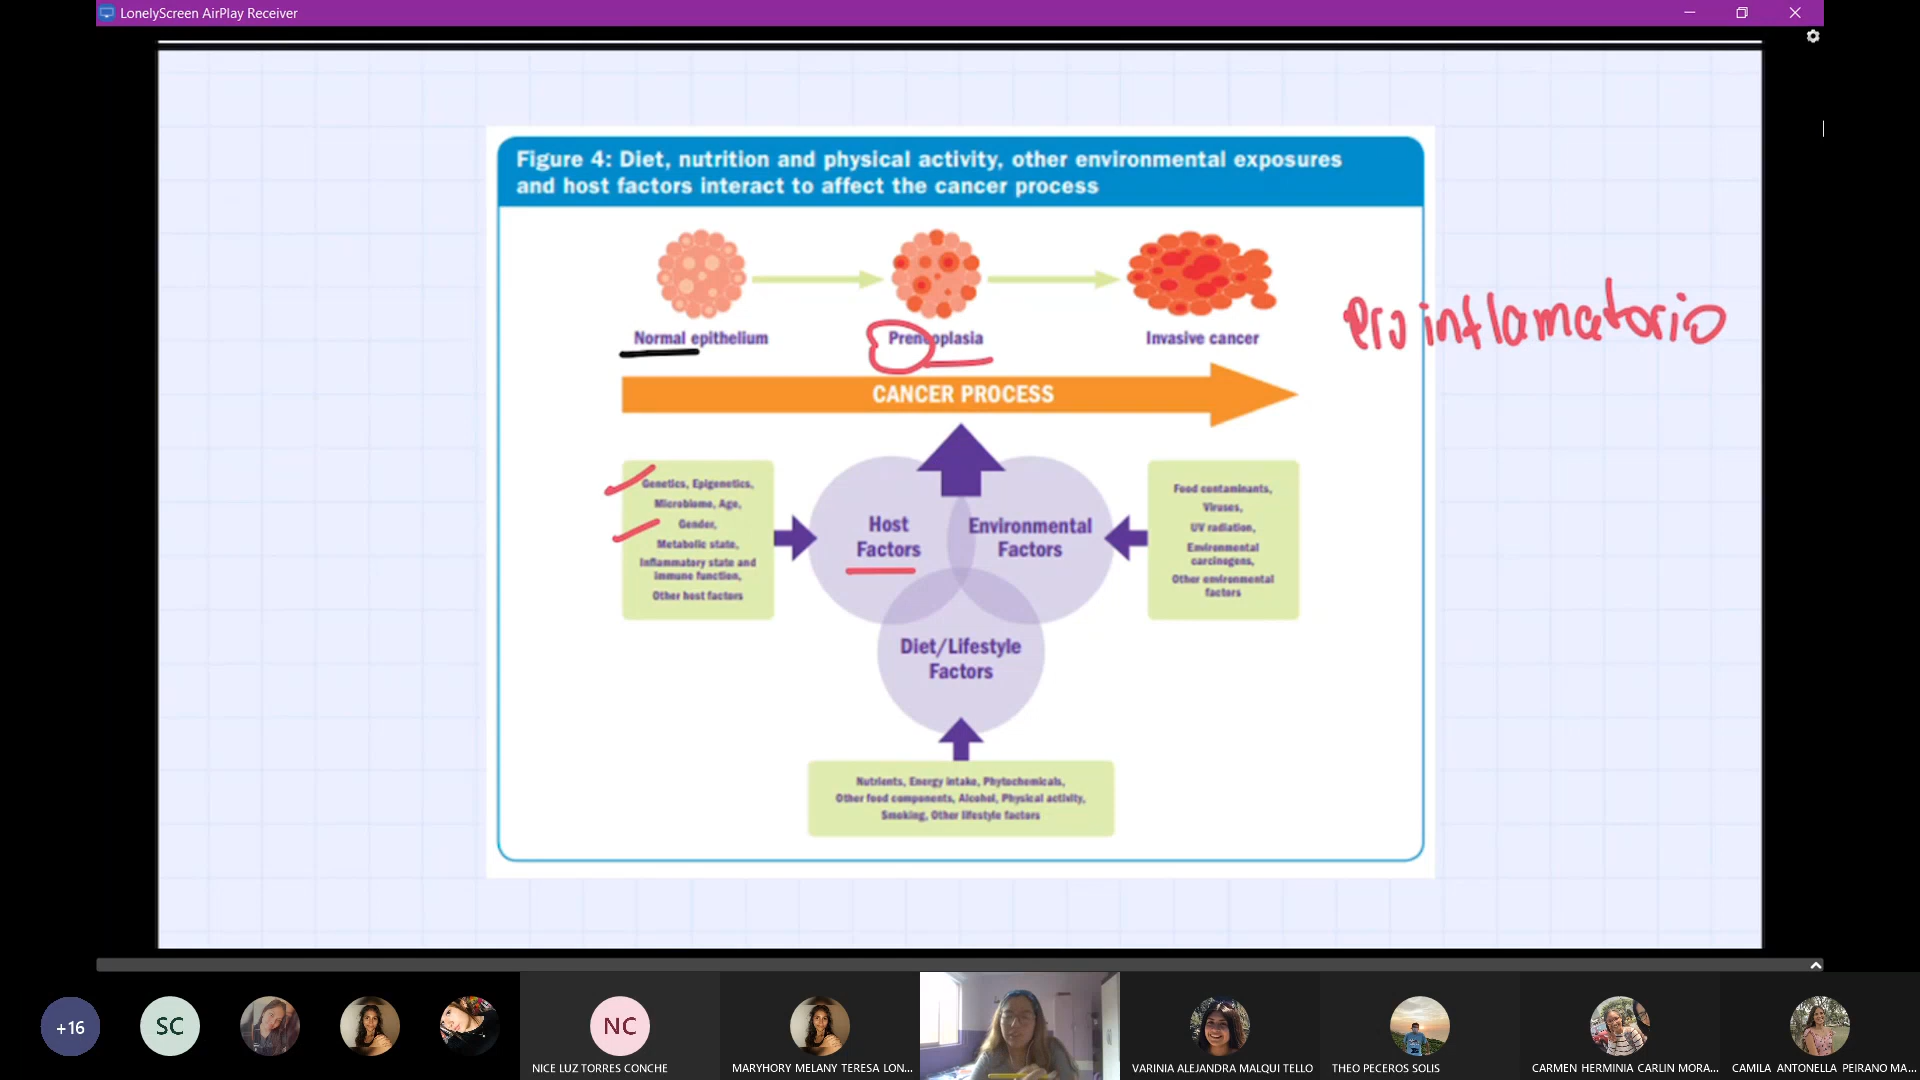 LonelyScreen AirPlay Receiver
Figure 4: Diet, nutrition and physical activity, other environmental exposures
and host factors interact to affect the cancer process
Normal epithelium
Preneoplasia
Invasive cancer
Pro inflamatorio
CANCER PROCESS
Genetics, Epigenetics,
Microbiome, Age,
Gender,
Metabolic state,
Inflammatory state and
immune function,
Other host factors
Host
Factors
Environmental
Factors
Food contaminants,
Viruses,
UV radiation,
Environmental
carcinogens,
Other environmental
factors
Diet/Lifestyle
Factors
Nutrients, Energy intake, Phytochemicals,
Other food components, Alcohol, Physical activity,
Smoking, Other lifestyle factors
+16
SC
NC
NICE LUZ TORRES CONCHE
MARYHORY MELANY TERESA LON...
VARINIA ALEJANDRA MALQUI TELLO
THEO PECEROS SOLIS
CARMEN HERMINIA CARLIN MORA...
CAMILA ANTONELLA PEIRANO MA...